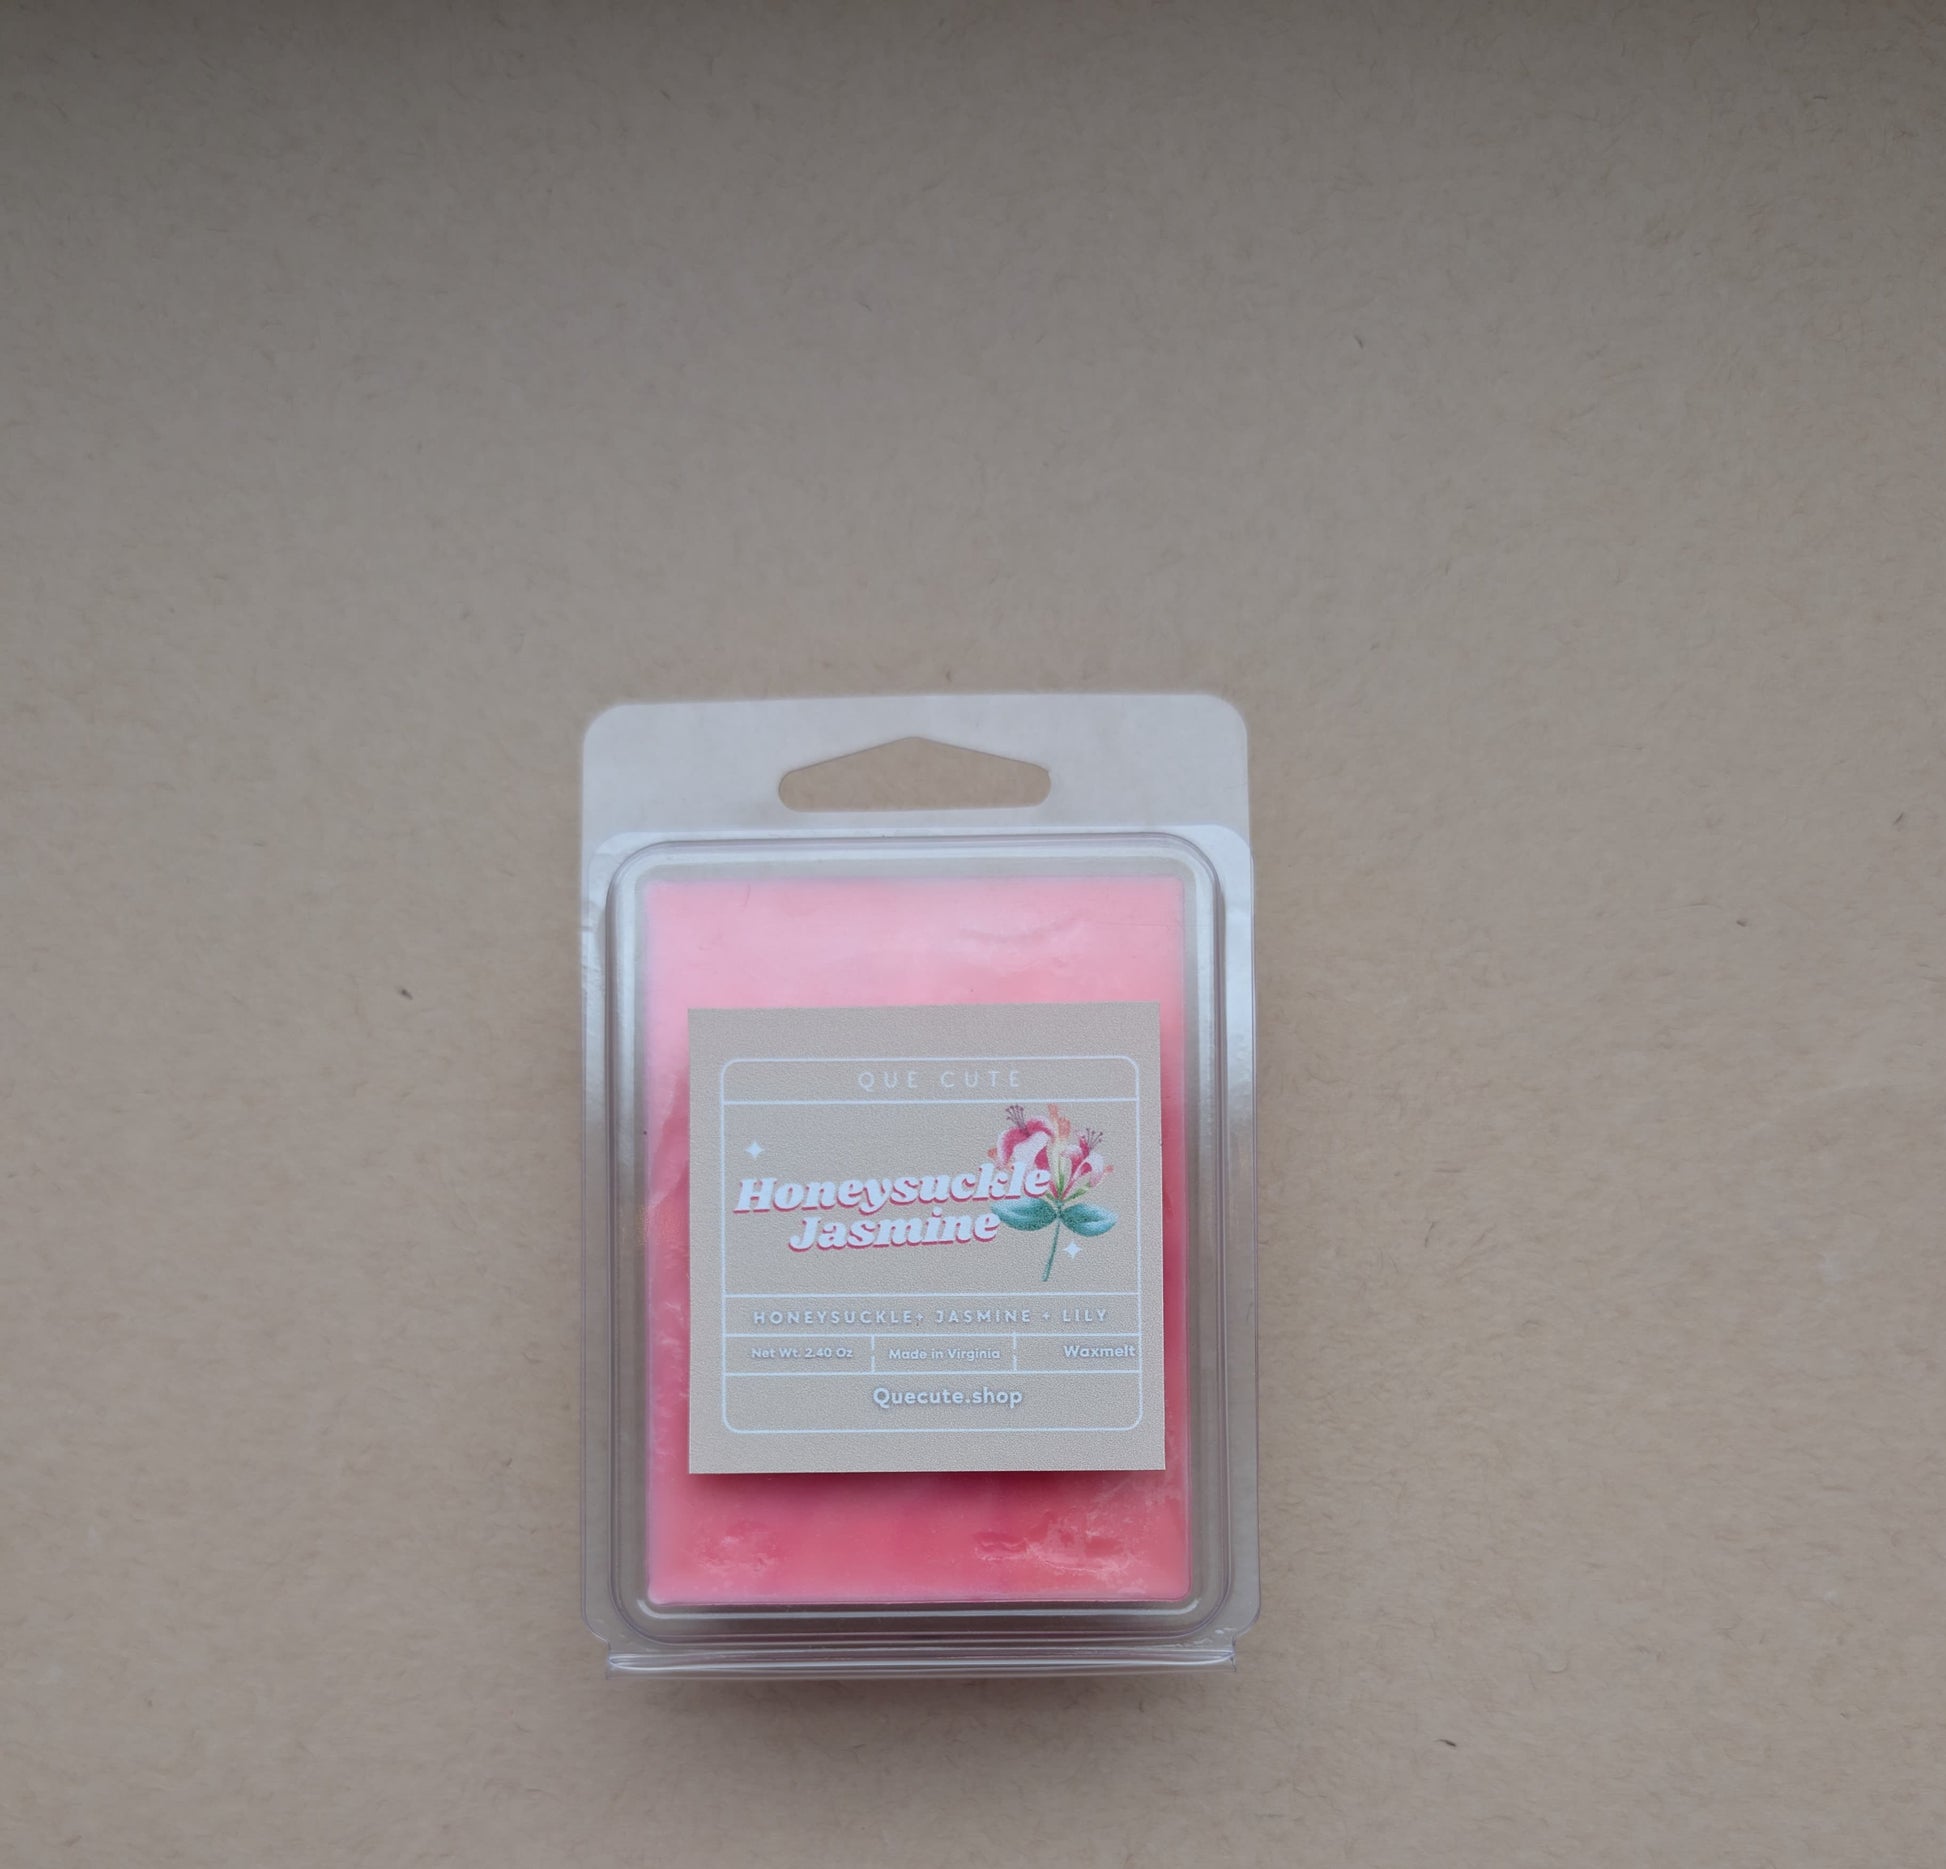 QUE CUTE
Honeysuckle
Jasmine
HONEYSUCKLE+ JASMINE + LILY
Net Wt. 2.40 Oz
Made in Virginia
Waxmelt
Quecute.shop